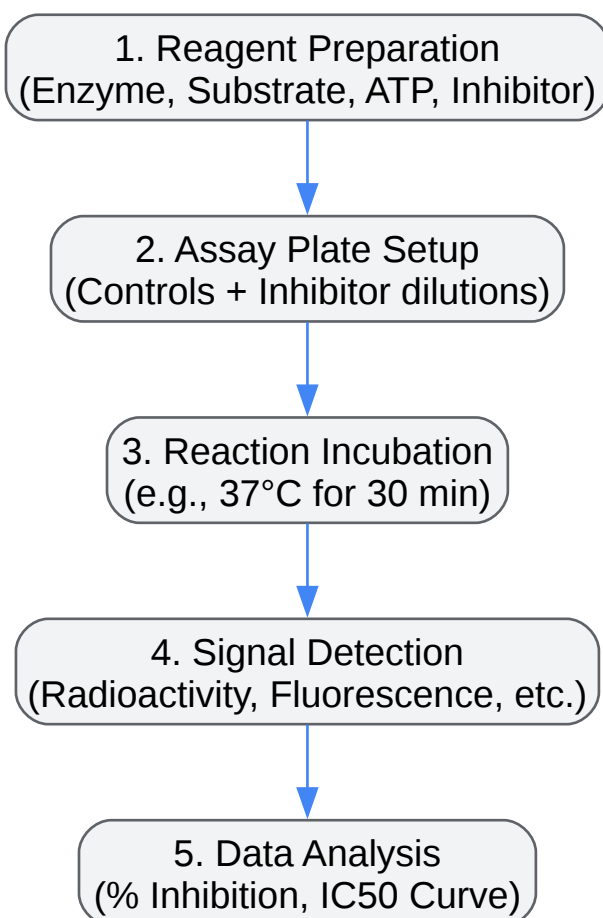 1. Reagent Preparation
(Enzyme, Substrate, ATP, Inhibitor)
2. Assay Plate Setup
(Controls + Inhibitor dilutions)
3. Reaction Incubation
(e.g., 37°C for 30 min)
4. Signal Detection
(Radioactivity, Fluorescence, etc.)
5. Data Analysis
(% Inhibition, IC50 Curve)